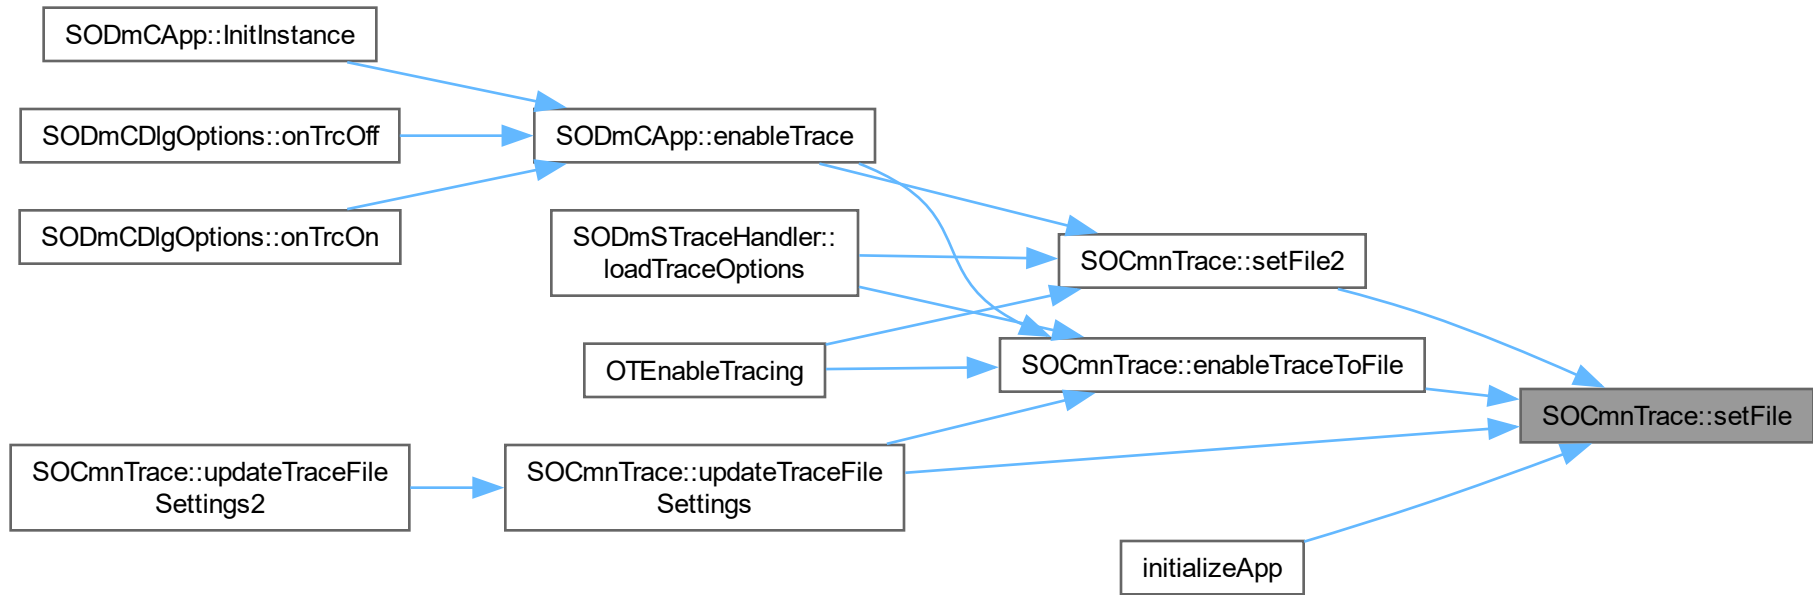 SODmCApp::InitInstance
SODmCDlgOptions::onTrcOff
SODmCApp::enableTrace
SODmCDlgOptions::onTrcOn
SODmSTraceHandler::
loadTraceOptions
SOCmnTrace::setFile2
OTEnableTracing
SOCmnTrace::enableTraceToFile
SOCmnTrace::setFile
SOCmnTrace::updateTraceFile
Settings2
SOCmnTrace::updateTraceFile
Settings
initializeApp